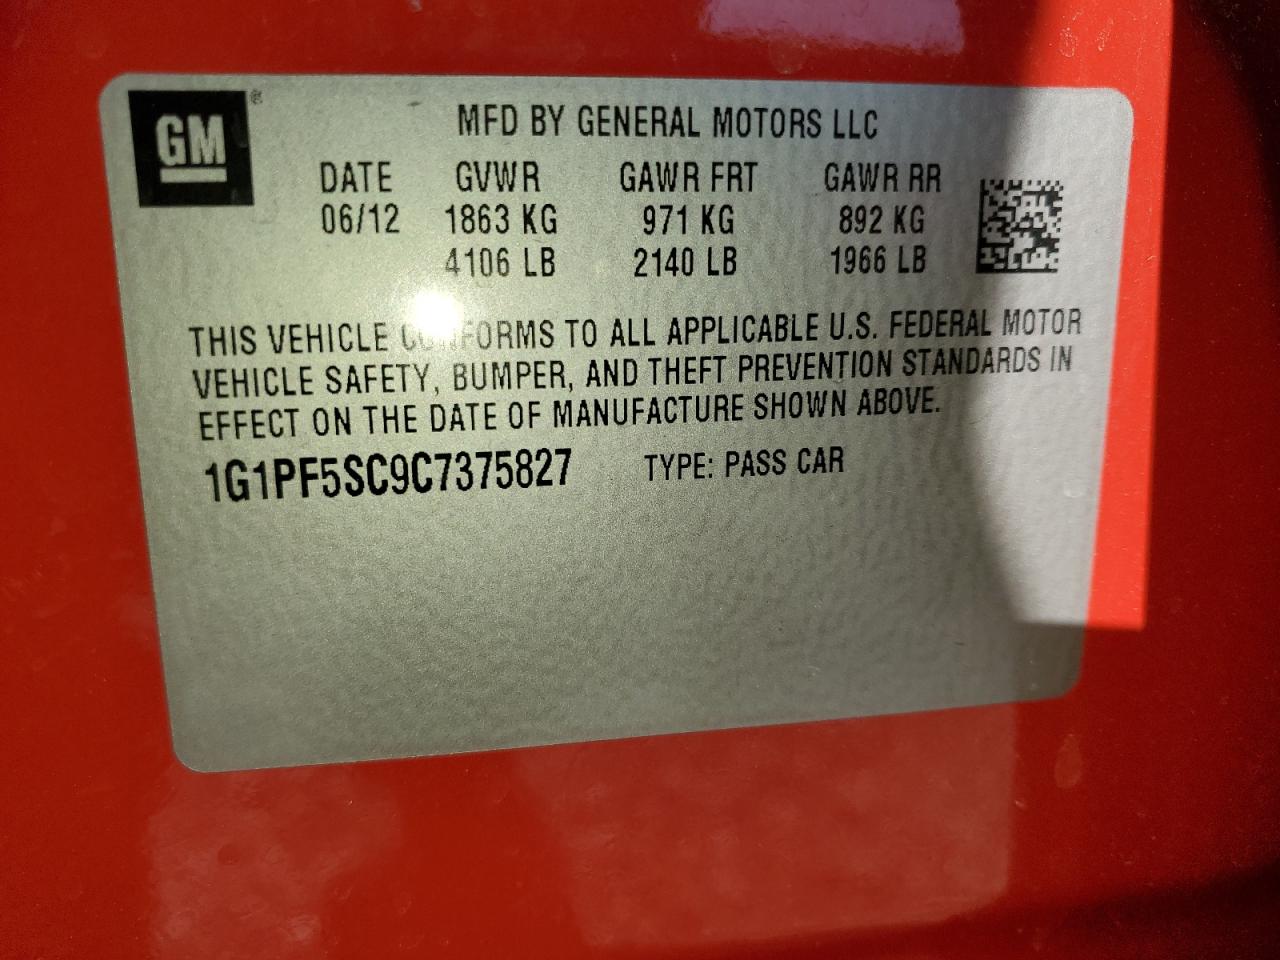 GM ®
MFD BY GENERAL MOTORS LLC
DATE GVWR GAWR FRT GAWR RR
06/12 1863 KG 971 KG 892 KG
4106 LB 2140 LB 1966 LB
THIS VEHICLE CONFORMS TO ALL APPLICABLE U.S. FEDERAL MOTOR
VEHICLE SAFETY, BUMPER, AND THEFT PREVENTION STANDARDS IN
EFFECT ON THE DATE OF MANUFACTURE SHOWN ABOVE.
1G1PF5SC9C7375827 TYPE: PASS CAR